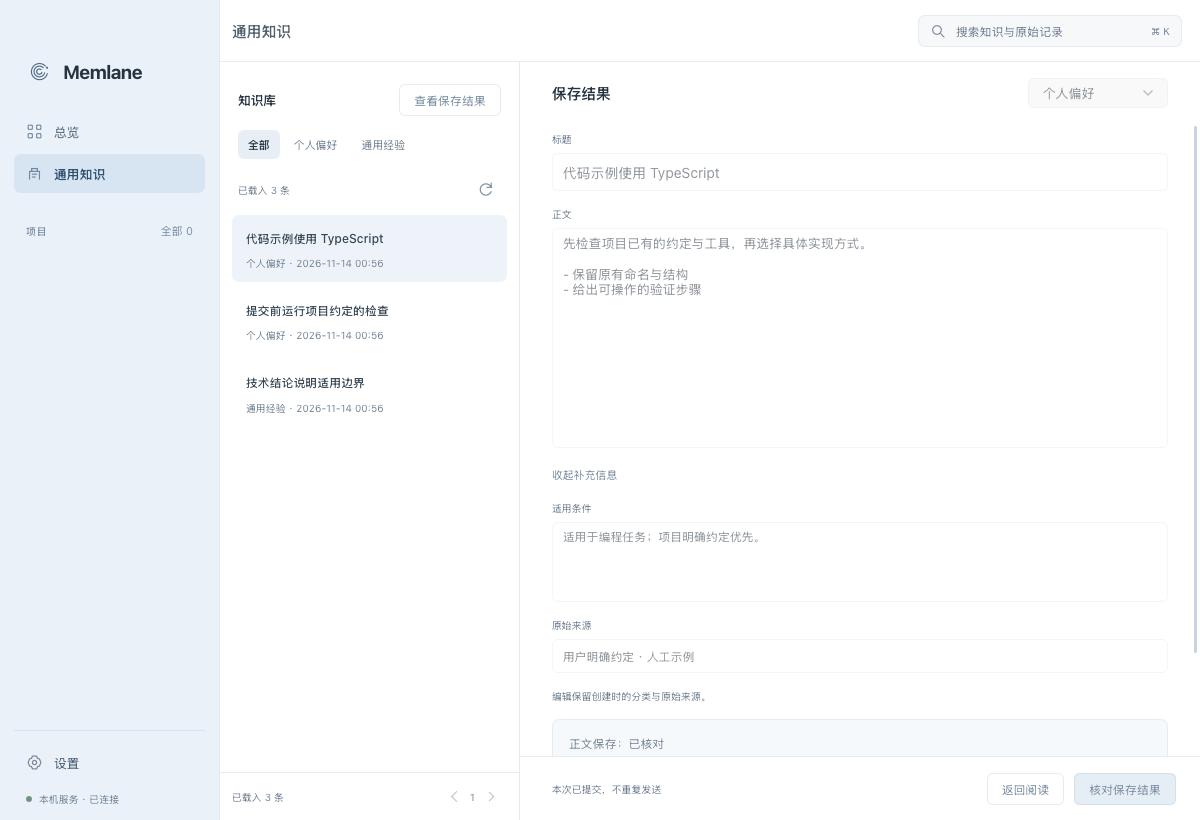 Memlane
总览
通用知识
项目
全部 0
设置
本机服务 · 已连接
通用知识
搜索知识与原始记录
⌘ K
知识库
查看保存结果
全部
个人偏好
通用经验
已载入 3 条
代码示例使用 TypeScript
个人偏好 · 2026-11-14 00:56
提交前运行项目约定的检查
个人偏好 · 2026-11-14 00:56
技术结论说明适用边界
通用经验 · 2026-11-14 00:56
已载入 3 条
1
保存结果
个人偏好
标题
代码示例使用 TypeScript
正文
先检查项目已有的约定与工具，再选择具体实现方式。
- 保留原有命名与结构
- 给出可操作的验证步骤
收起补充信息
适用条件
适用于编程任务；项目明确约定优先。
原始来源
用户明确约定 · 人工示例
编辑保留创建时的分类与原始来源。
正文保存：已核对
本次已提交，不重复发送
返回阅读
核对保存结果